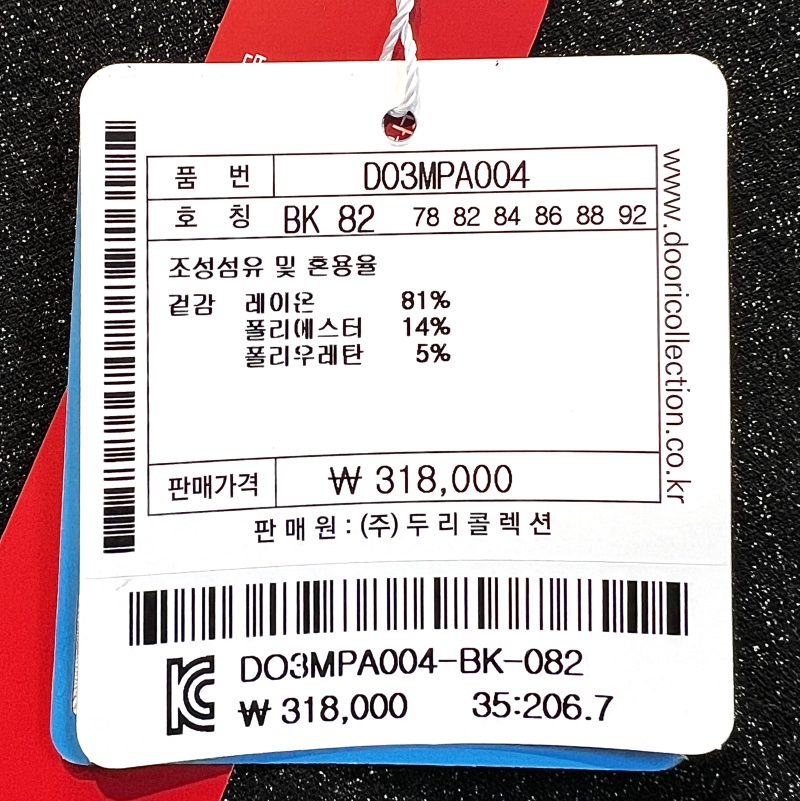 품 번 DO3MPA004
호 칭 BK 82 78 82 84 86 88 92
조성섬유 및 혼용율
겉감 레이온 81%
폴리에스터 14%
폴리우레탄 5%
판매가격 ₩ 318,000
판매원 : (주)두리콜렉션
www.dooricollection.co.kr
DO3MPA004-BK-082
₩ 318,000 35:206.7